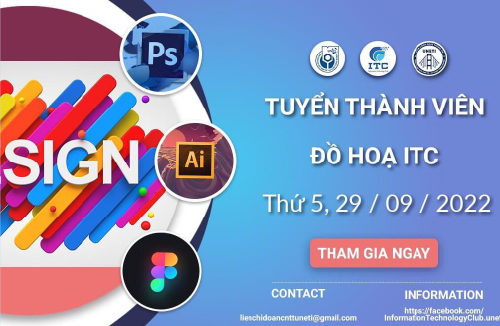 Ps
ITC
UNETI
TUYỂN THÀNH VIÊN
SIGN
Ai
ĐỒ HOẠ ITC
Thứ 5, 29 / 09 / 2022
THAM GIA NGAY
CONTACT
INFORMATION
lieschidoancnttuneti@gmail.com
https://facebook.com/
InformationTechnologyClub.unet